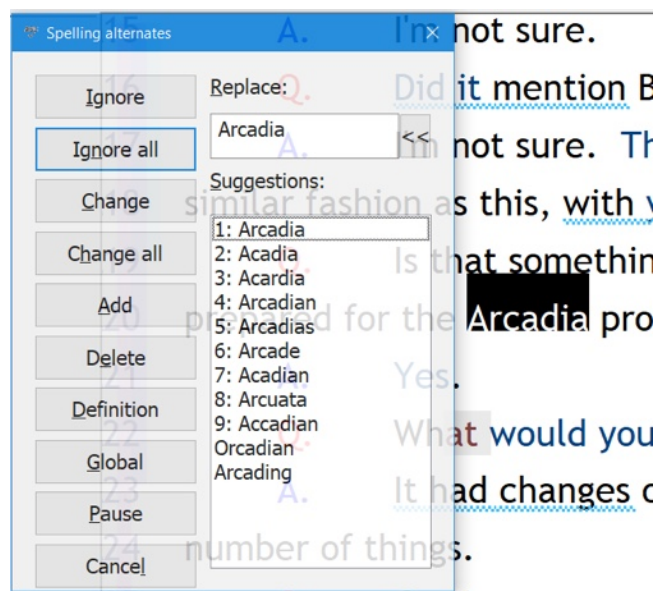 Spelling alternates
Ignore
Ignore all
Change
Change all
Add
Delete
Definition
Global
Pause
Cancel
Replace:
Arcadia
<<
Suggestions:
1: Arcadia
2: Acadia
3: Acardia
4: Arcadian
5: Arcadias
6: Arcade
7: Acadian
8: Arcuata
9: Accadian
Orcadian
Arcading
15 A. I'm not sure.
16 Q. Did it mention B
17 A. I'm not sure. Th
18 similar fashion as this, with y
19 Q. Is that somethin
20 prepared for the Arcadia pro
21 A. Yes.
22 Q. What would you
23 A. It had changes o
24 number of things.